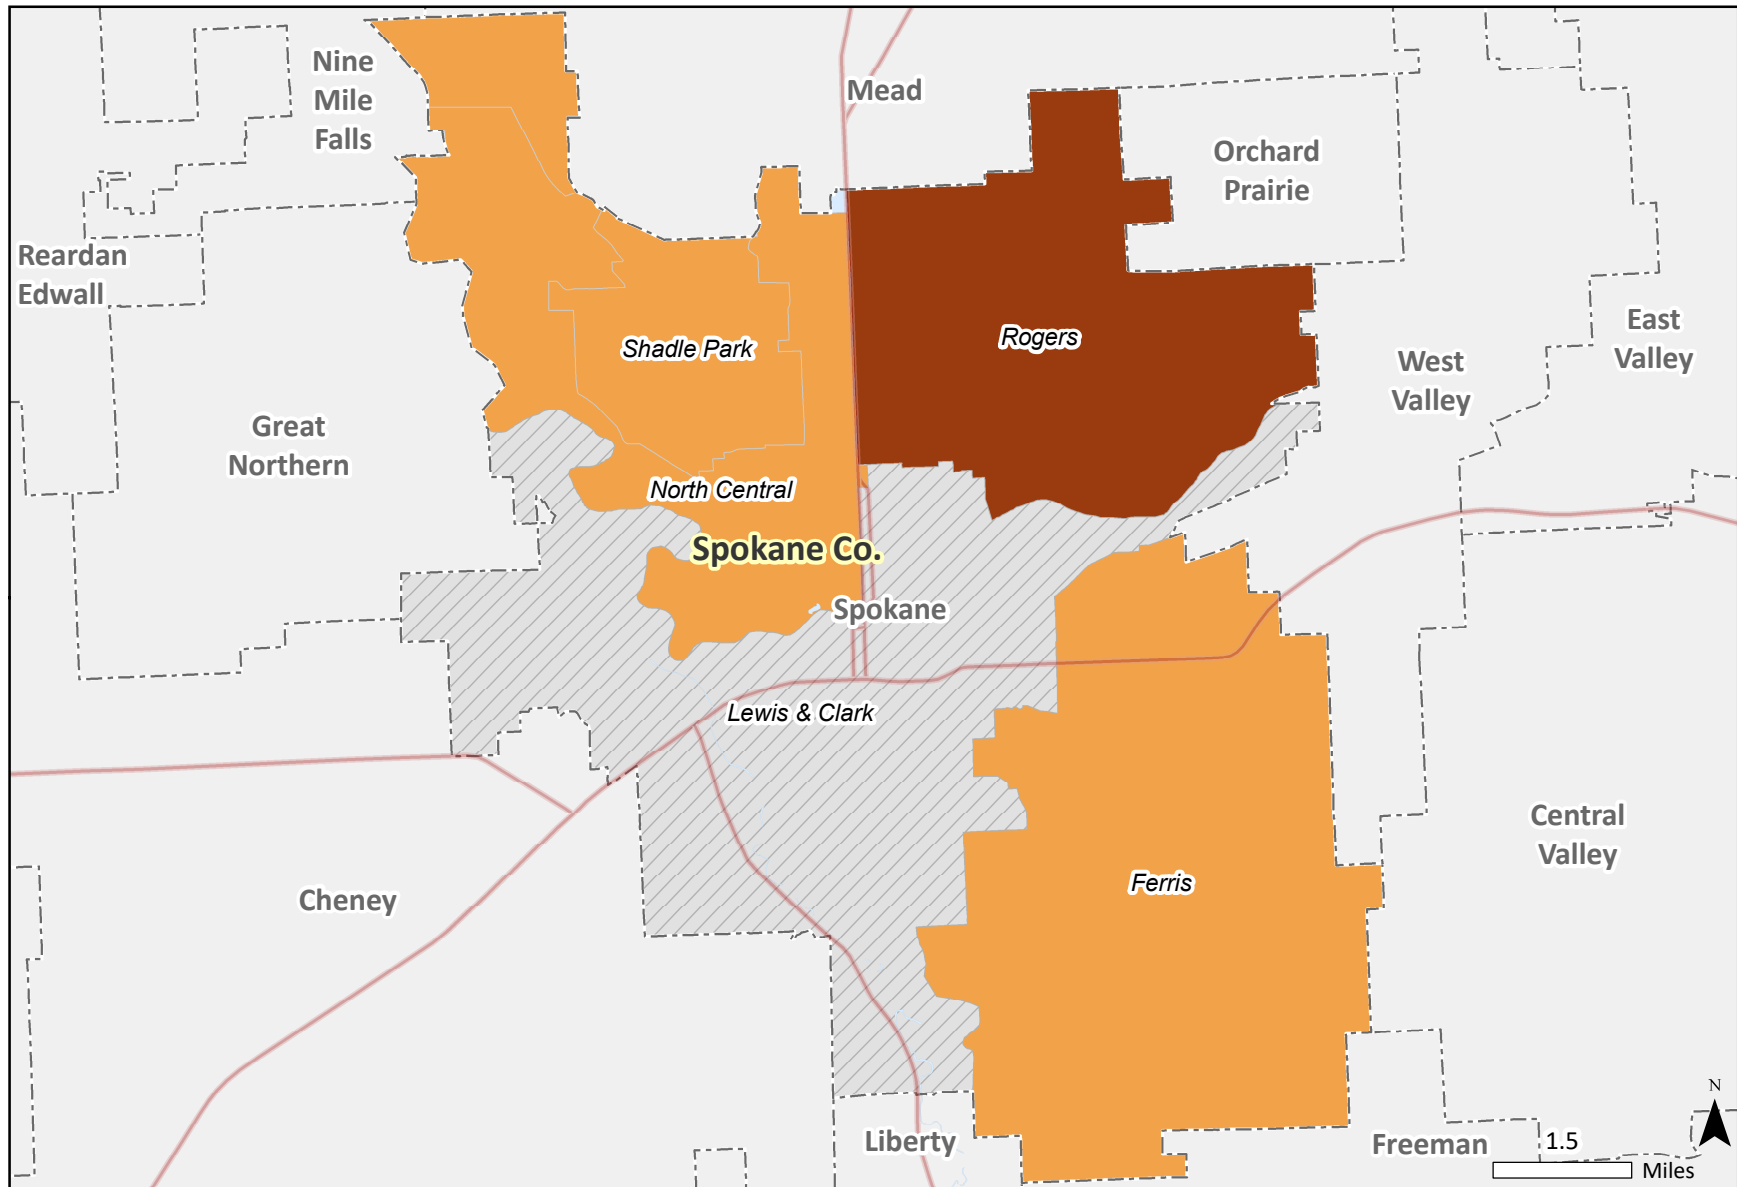 Nine
Mile
Falls
Mead
Orchard
Prairie
Reardan
Edwall
Shadle Park
Rogers
East
Valley
West
Valley
Great
Northern
North Central
Spokane Co.
Spokane
Lewis & Clark
Central
Valley
Ferris
Cheney
N
Liberty
Freeman
1.5
Miles